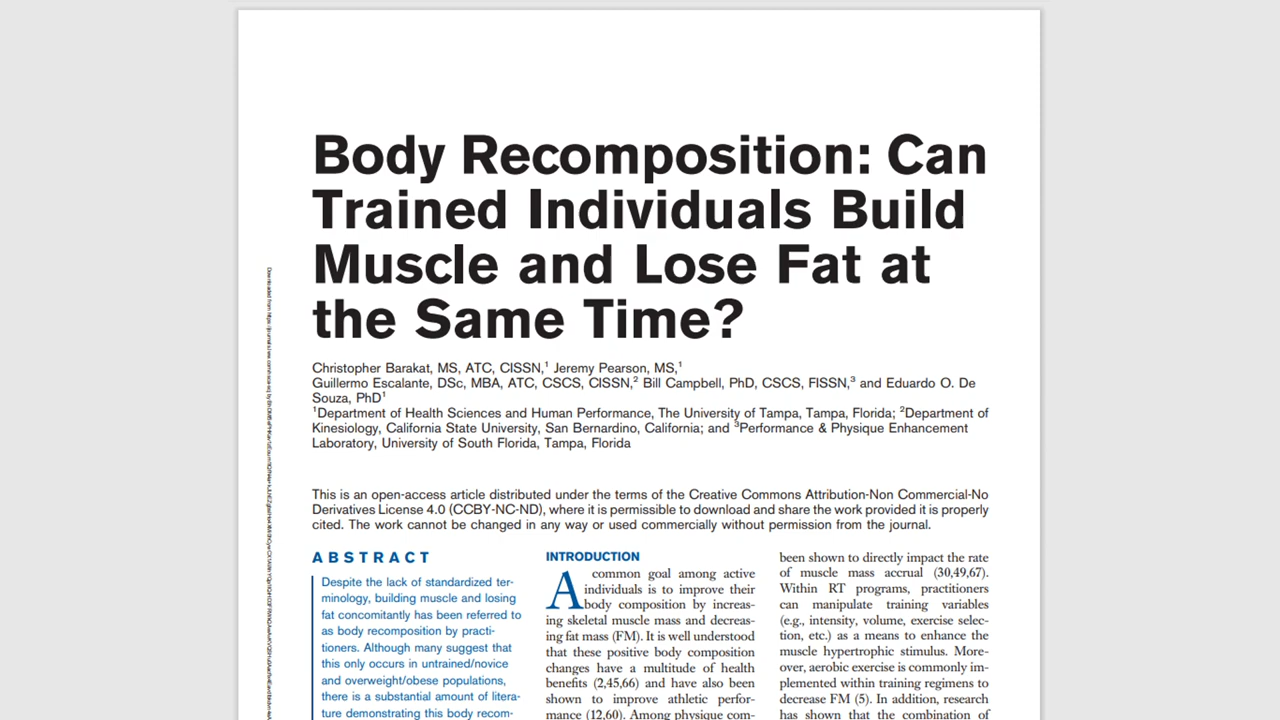 Body Recomposition: Can
Trained Individuals Build
Muscle and Lose Fat at
the Same Time?
Christopher Barakat, MS, ATC, CISSN,¹ Jeremy Pearson, MS,¹
Guillermo Escalante, DSc, MBA, ATC, CSCS, CISSN,² Bill Campbell, PhD, CSCS, FISSN,³ and Eduardo O. De
Souza, PhD¹
¹Department of Health Sciences and Human Performance, The University of Tampa, Tampa, Florida; ²Department of
Kinesiology, California State University, San Bernardino, California; and ³Performance & Physique Enhancement
Laboratory, University of South Florida, Tampa, Florida
This is an open-access article distributed under the terms of the Creative Commons Attribution-Non Commercial-No
Derivatives License 4.0 (CCBY-NC-ND), where it is permissible to download and share the work provided it is properly
cited. The work cannot be changed in any way or used commercially without permission from the journal.
ABSTRACT
Despite the lack of standardized ter-
minology, building muscle and losing
fat concomitantly has been referred to
as body recomposition by practi-
tioners. Although many suggest that
this only occurs in untrained/novice
and overweight/obese populations,
there is a substantial amount of litera-
ture demonstrating this body recom-
INTRODUCTION
A common goal among active
individuals is to improve their
body composition by increas-
ing skeletal muscle mass and decreas-
ing fat mass (FM). It is well understood
that these positive body composition
changes have a multitude of health
benefits (2,45,66) and have also been
shown to improve athletic perfor-
mance (12,60). Among physique com-
been shown to directly impact the rate
of muscle mass accrual (30,49,67).
Within RT programs, practitioners
can manipulate training variables
(e.g., intensity, volume, exercise selec-
tion, etc.) as a means to enhance the
muscle hypertrophic stimulus. More-
over, aerobic exercise is commonly im-
plemented within training regimens to
decrease FM (5). In addition, research
has shown that the combination of
Downloaded from